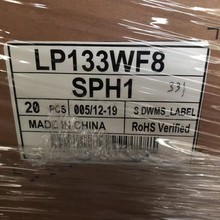 LP133WF8
SPH1
331
20 PCS 005/12-19 S DWMS_LABEL
MADE IN CHINA RoHS Verified